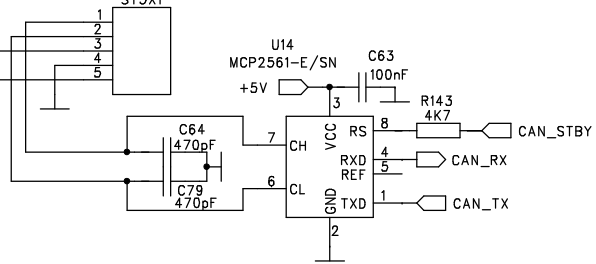 1
2
3
4
5
U14
MCP2561-E/SN
C63
100nF
+5V
3
R143
4K7
C64
470pF
7
CH
VCC
RS
8
CAN_STBY
RXD
4
CAN_RX
REF
5
C79
470pF
6
CL
GND
TXD
1
CAN_TX
2